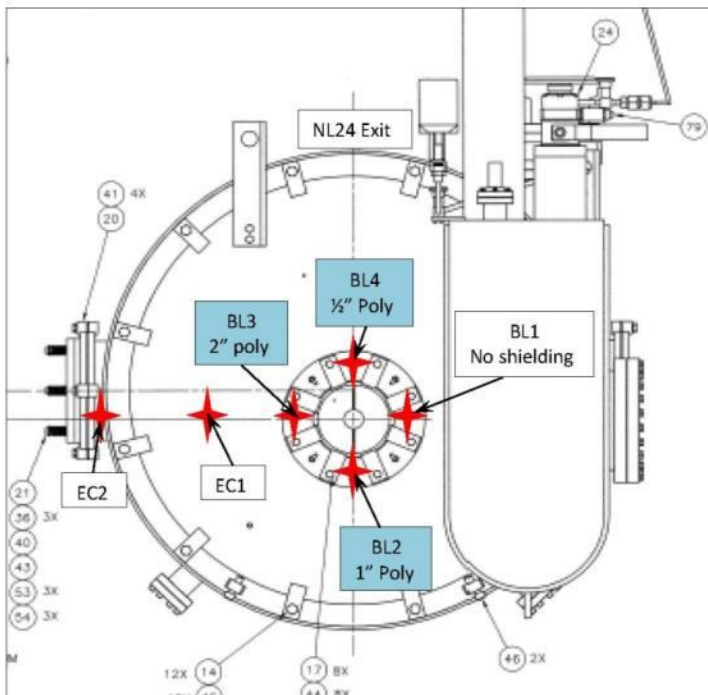 24
NL24 Exit
79
41 4X
20
BL4
½” Poly
BL3
2” poly
BL1
No shielding
EC2
EC1
21
36 3X
40
43
53 3X
54 3X
BL2
1” Poly
46 2X
M
12X 14
17 8X
44 8X